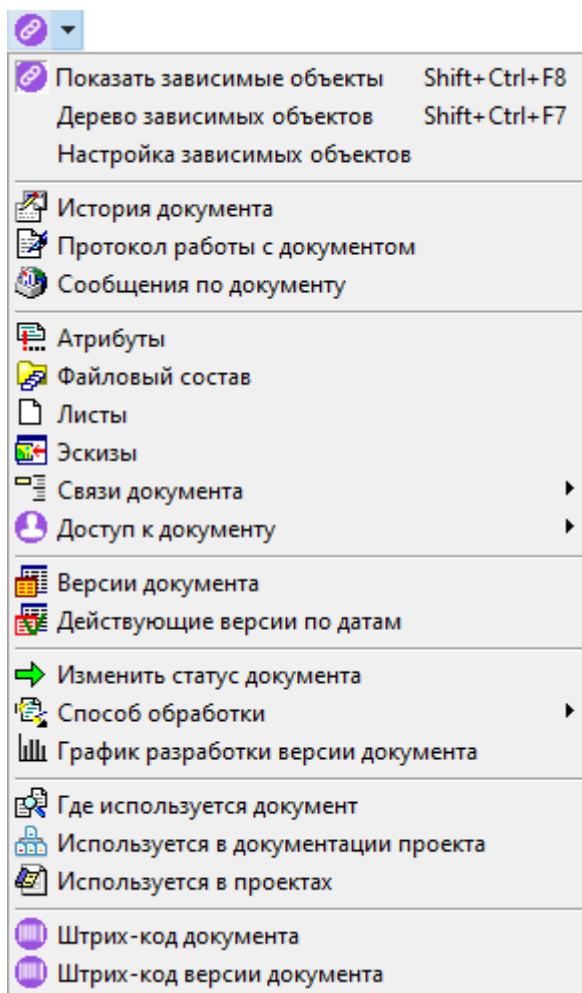 Показать зависимые объекты Shift+Ctrl+F8
Дерево зависимых объектов Shift+Ctrl+F7
Настройка зависимых объектов
История документа
Протокол работы с документом
Сообщения по документу
Атрибуты
Файловый состав
Листы
Эскизы
Связи документа
Доступ к документу
Версии документа
Действующие версии по датам
Изменить статус документа
Способ обработки
График разработки версии документа
Где используется документ
Используется в документации проекта
Используется в проектах
Штрих-код документа
Штрих-код версии документа